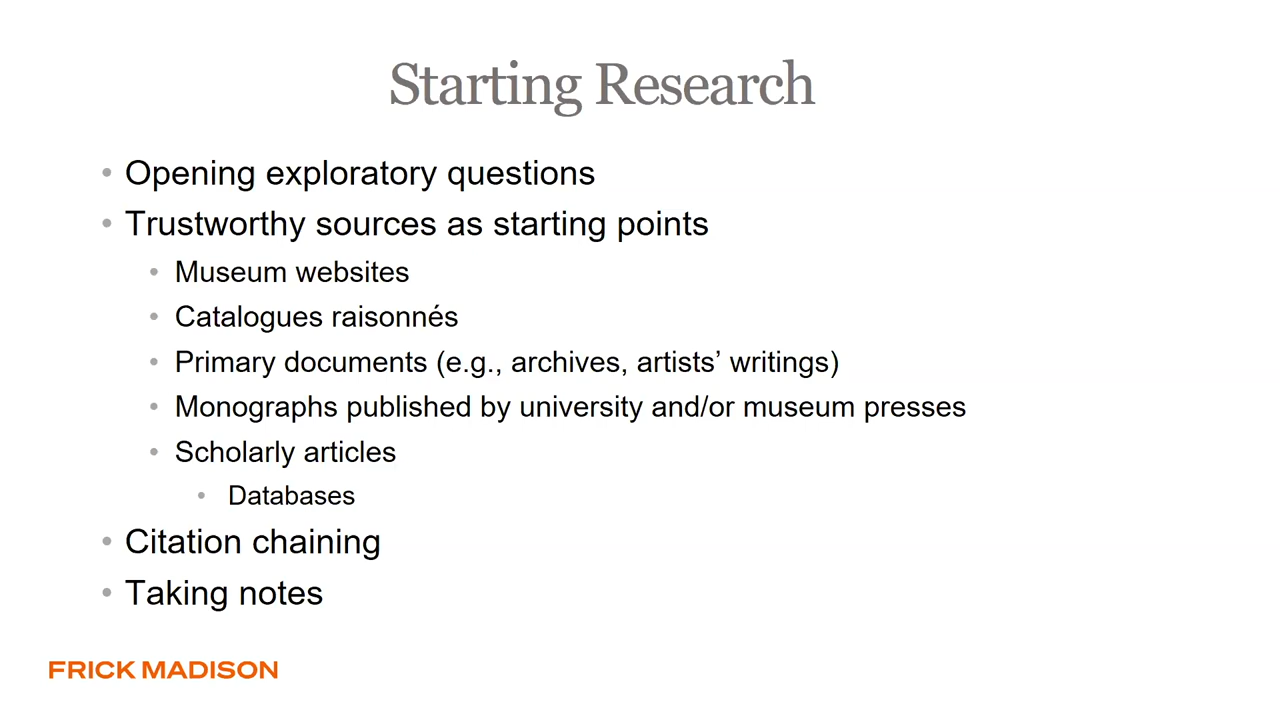 Starting Research
• Opening exploratory questions
• Trustworthy sources as starting points
• Museum websites
• Catalogues raisonnés
• Primary documents (e.g., archives, artists’ writings)
• Monographs published by university and/or museum presses
• Scholarly articles
• Databases
• Citation chaining
• Taking notes
FRICK MADISON